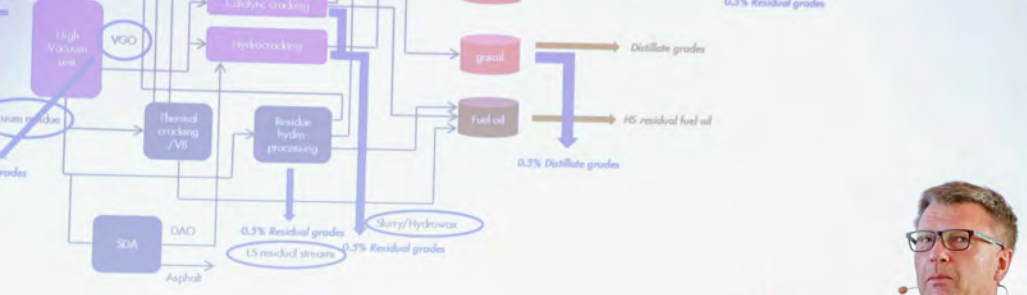 Catalytic cracking
0.5% Residual grades
High
Vacuum
unit
VGO
Hydrocracking
gasoil
Distillate grades
residue
Thermal
cracking
/VB
Residue
hydro-
processing
Fuel oil
HS residual fuel oil
grades
0.5% Distillate grades
SDA
DAO
Asphalt
0.5% Residual grades
LS residual streams
Slurry/Hydrowax
0.5% Residual grades